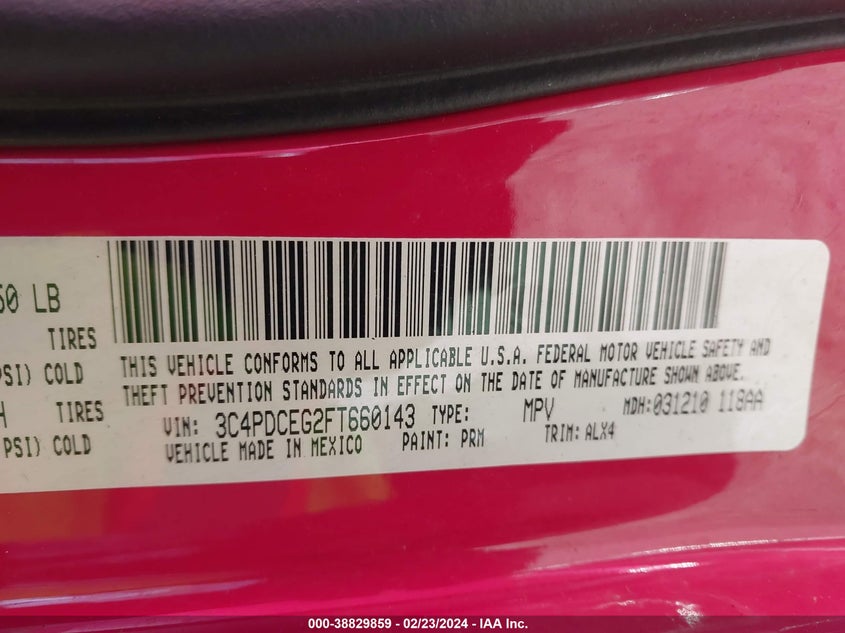 50 LB
TIRES
PSI) COLD
TIRES
PSI) COLD
THIS VEHICLE CONFORMS TO ALL APPLICABLE U.S.A. FEDERAL MOTOR VEHICLE SAFETY AND
THEFT PREVENTION STANDARDS IN EFFECT ON THE DATE OF MANUFACTURE SHOWN ABOVE.
VIN: 3C4PDCEG2FT660143 TYPE: MPV MDH: 031210 118AA
VEHICLE MADE IN MEXICO PAINT: PRM TRIM: ALX4
000-38829859 - 02/23/2024 - IAA Inc.